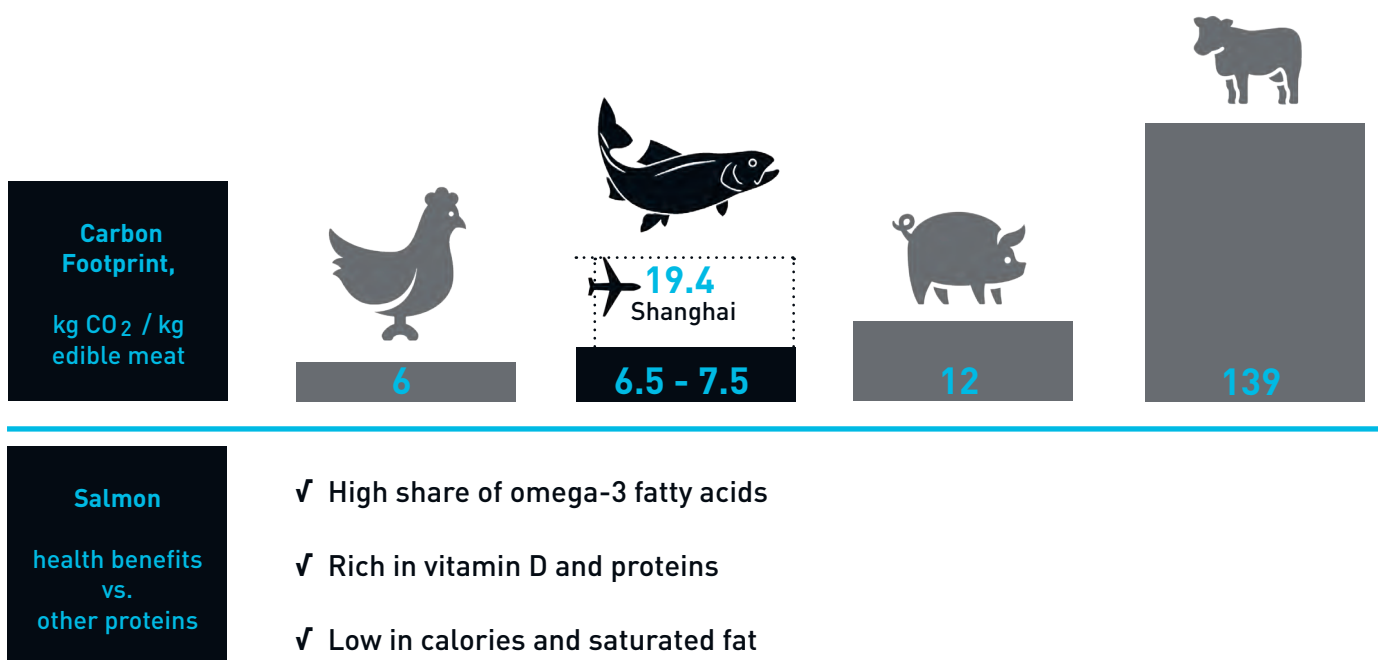 Carbon
Footprint,
kg CO2 / kg
edible meat
19.4
Shanghai
6
6.5 - 7.5
12
139
Salmon
health benefits
vs.
other proteins
√ High share of omega-3 fatty acids
√ Rich in vitamin D and proteins
√ Low in calories and saturated fat